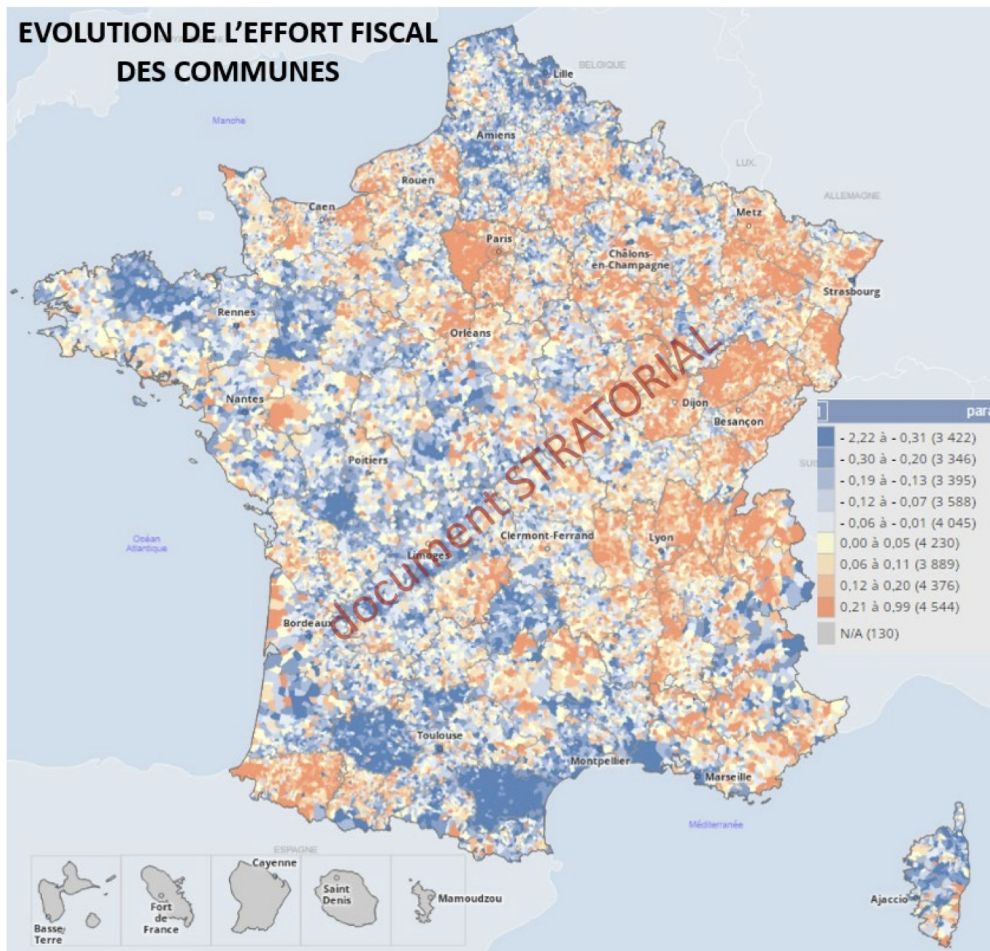 EVOLUTION DE L’EFFORT FISCAL
DES COMMUNES
Lille
BELGIQUE
Manche
Amiens
LUX.
Rouen
ALLEMAGNE
Caen
Metz
Paris
Châlons-
en-Champagne
Strasbourg
Rennes
Orléans
Nantes
Dijon
Besançon
Poitiers
Océan
Atlantique
Clermont-Ferrand
Lyon
Limoges
Bordeaux
document STRATORIAL
para
- 2,22 à - 0,31 (3 422)
- 0,30 à - 0,20 (3 346)
- 0,19 à - 0,13 (3 395)
- 0,12 à - 0,07 (3 588)
- 0,06 à - 0,01 (4 045)
0,00 à 0,05 (4 230)
0,06 à 0,11 (3 889)
0,12 à 0,20 (4 376)
0,21 à 0,99 (4 544)
N/A (130)
Toulouse
Montpellier
Marseille
Méditerranée
ESPAGNE
Cayenne
Basse
Terre
Fort
de
France
Saint
Denis
Mamoudzou
Ajaccio